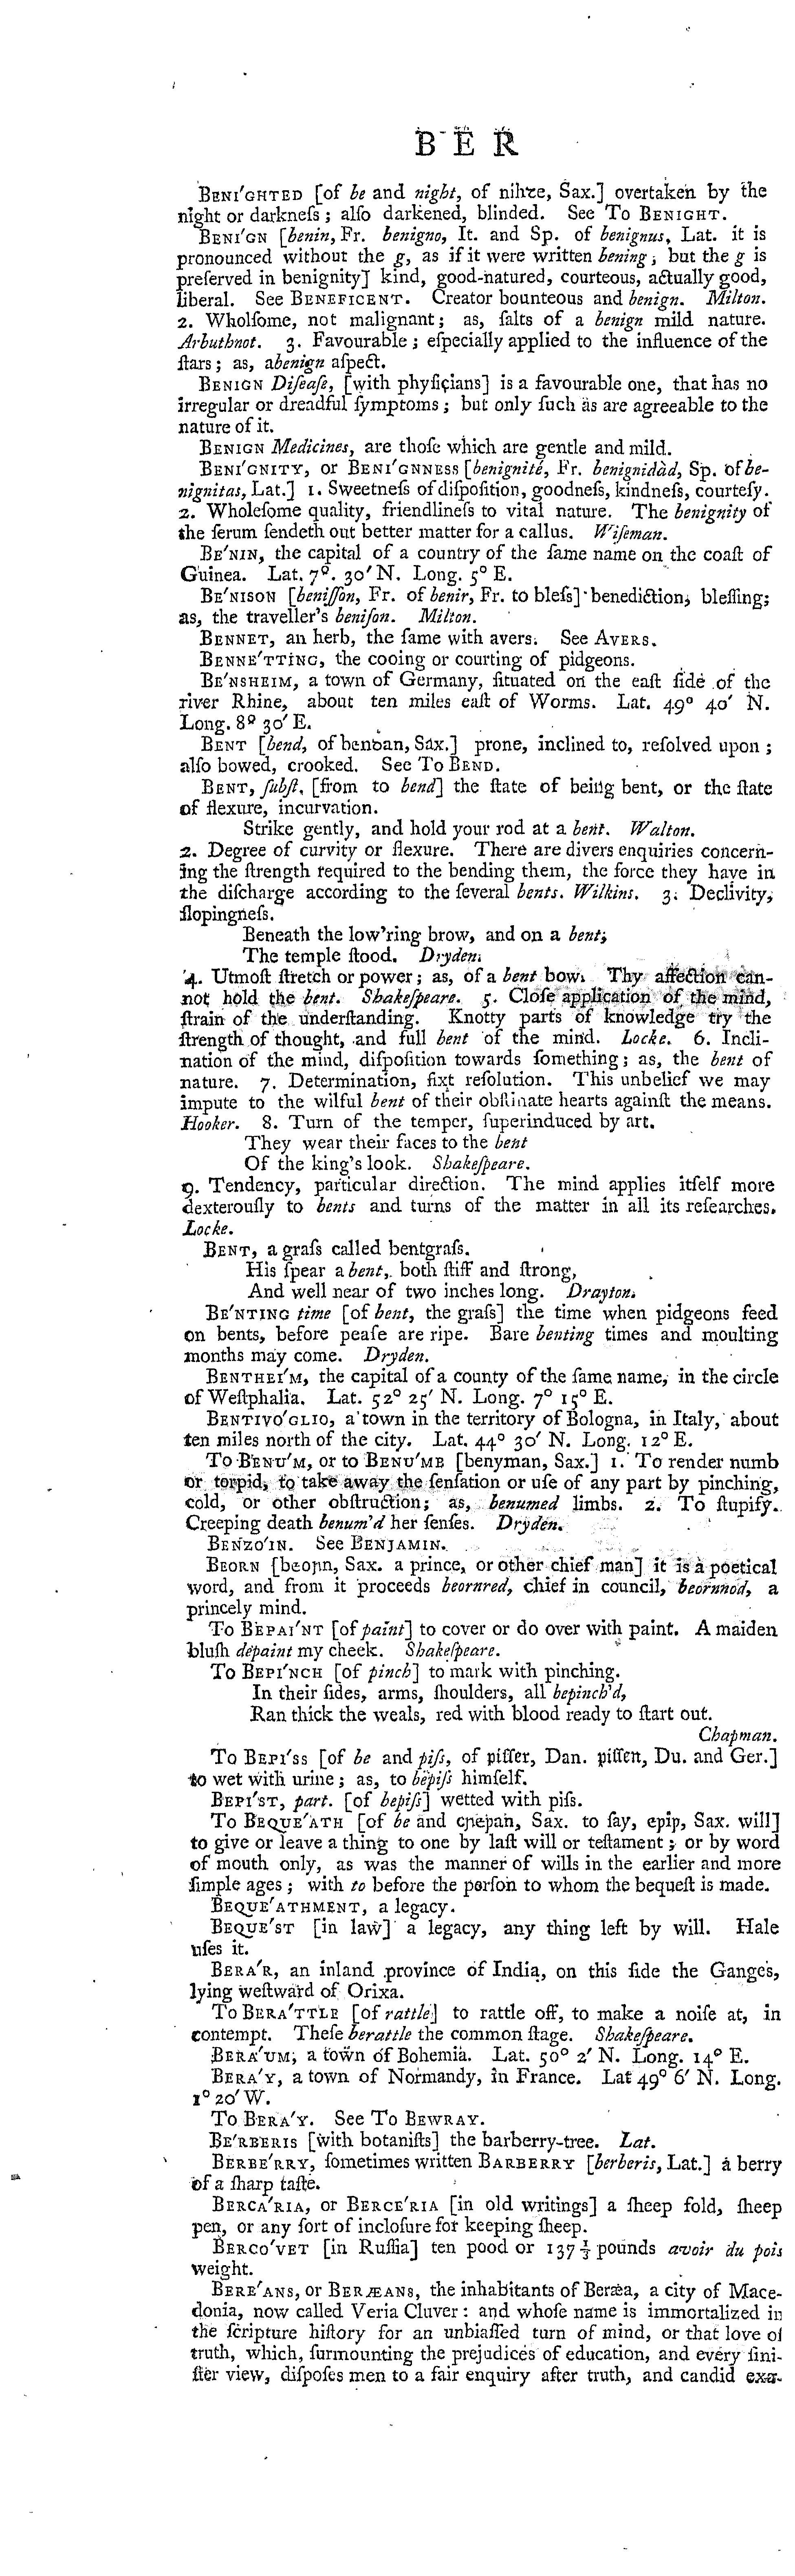 B E R
BENI'GHTED [of be and night, of nihte, Sax.] overtaken by the
night or darkneſs; alſo darkened, blinded. See To BENIGHT.
BENI'GN [benin, Fr. benigno, It. and Sp. of benignus, Lat. it is
pronounced without the g, as if it were written bening; but the g is
preſerved in benignity] kind, good-natured, courteous, actually good,
liberal. See BENEFICENT. Creator bounteous and benign. Milton.
2. Wholſome, not malignant; as, ſalts of a benign mild nature.
Arbuthnot. 3. Favourable; eſpecially applied to the influence of the
ſtars; as, a benign aſpect.
BENIGN Diſeaſe, [with phyſicians] is a favourable one, that has no
irregular or dreadful ſymptoms; but only ſuch as are agreeable to the
nature of it.
BENIGN Medicines, are thoſe which are gentle and mild.
BENI'GNITY, or BENI'GNNESS [benignité, Fr. benignidàd, Sp. of be-
nignitas, Lat.] 1. Sweetneſs of diſpoſition, goodneſs, kindneſs, courteſy.
2. Wholeſome quality, friendlineſs to vital nature. The benignity of
the ſerum ſendeth out better matter for a callus. Wiſeman.
BE'NIN, the capital of a country of the ſame name on the coaſt of
Guinea. Lat. 7°. 30′ N. Long. 5° E.
BE'NISON [beniſſon, Fr. of benir, Fr. to bleſs] benediction, bleſſing;
as, the traveller's beniſon. Milton.
BENNET, an herb, the ſame with avers. See AVERS.
BENNE'TTING, the cooing or courting of pidgeons.
BE'NSHEIM, a town of Germany, ſituated on the eaſt ſide of the
river Rhine, about ten miles eaſt of Worms. Lat. 49° 40′ N.
Long. 8° 30′ E.
BENT [bend, of bendan, Sax.] prone, inclined to, reſolved upon;
alſo bowed, crooked. See To BEND.
BENT, ſubſt. [from to bend] the ſtate of being bent, or the ſtate
of flexure, incurvation.
Strike gently, and hold your rod at a bent. Walton.
2. Degree of curvity or flexure. There are divers enquiries concern-
ing the ſtrength required to the bending them, the force they have in
the diſcharge according to the ſeveral bents. Wilkins. 3. Declivity,
ſlopingneſs.
Beneath the low'ring brow, and on a bent,
The temple ſtood. Dryden.
4. Utmoſt ſtretch or power; as, of a bent bow. Thy affection can-
not hold the bent. Shakeſpeare. 5. Cloſe application of the mind,
ſtrain of the underſtanding. Knotty parts of knowledge try the
ſtrength of thought, and full bent of the mind. Locke. 6. Incli-
nation of the mind, diſpoſition towards ſomething; as, the bent of
nature. 7. Determination, fixt reſolution. This unbelief we may
impute to the wilful bent of their obſtinate hearts againſt the means.
Hooker. 8. Turn of the temper, ſuperinduced by art.
They wear their faces to the bent
Of the king's look. Shakeſpeare.
9. Tendency, particular direction. The mind applies itſelf more
dexterouſly to bents and turns of the matter in all its reſearches.
Locke.
BENT, a graſs called bentgraſs.
His ſpear a bent, both ſtiff and ſtrong,
And well near of two inches long. Drayton.
BE'NTING time [of bent, the graſs] the time when pidgeons feed
on bents, before peaſe are ripe. Bare benting times and moulting
months may come. Dryden.
BENTHEI'M, the capital of a county of the ſame name, in the circle
of Weſtphalia. Lat. 52° 25′ N. Long. 7° 15° E.
BENTIVO'GLIO, a town in the territory of Bologna, in Italy, about
ten miles north of the city. Lat. 44° 30′ N. Long. 12° E.
To BENU'M, or to BENU'MB [benyman, Sax.] 1. To render numb
or torpid, to take away the ſenſation or uſe of any part by pinching,
cold, or other obſtruction; as, benumed limbs. 2. To ſtupify.
Creeping death benum'd her ſenſes. Dryden.
BENZO'IN. See BENJAMIN.
BEORN [beorn, Sax. a prince, or other chief man] it is a poetical
word, and from it proceeds beornred, chief in council, beornnod, a
princely mind.
To BEPAI'NT [of paint] to cover or do over with paint. A maiden
bluſh depaint my cheek. Shakeſpeare.
To BEPI'NCH [of pinch] to mark with pinching.
In their ſides, arms, ſhoulders, all bepinch'd,
Ran thick the weals, red with blood ready to ſtart out.
Chapman.
To BEPI'SS [of be and piſs, of piſſer, Dan. piſſen, Du. and Ger.]
to wet with urine; as, to bepiſs himſelf.
BEPI'ST, part. [of bepiſs] wetted with piſs.
To BEQUE'ATH [of be and cpepan, Sax. to ſay, cpip, Sax. will]
to give or leave a thing to one by laſt will or teſtament; or by word
of mouth only, as was the manner of wills in the earlier and more
ſimple ages; with to before the perſon to whom the bequeſt is made.
BEQUE'ATHMENT, a legacy.
BEQUE'ST [in law] a legacy, any thing left by will. Hale
uſes it.
BERA'R, an inland province of India, on this ſide the Ganges,
lying weſtward of Orixa.
To BERA'TTLE [of rattle] to rattle off, to make a noiſe at, in
contempt. Theſe berattle the common ſtage. Shakeſpeare.
BERA'UM, a town of Bohemia. Lat. 50° 2′ N. Long. 14° E.
BERA'Y, a town of Normandy, in France. Lat 49° 6′ N. Long.
1° 20′ W.
To BERA'Y. See To BEWRAY.
BE'RBERIS [with botaniſts] the barberry-tree. Lat.
BERBE'RRY, ſometimes written BARBERRY [berberis, Lat.] a berry
of a ſharp taſte.
BERCA'RIA, or BERCE'RIA [in old writings] a ſheep fold, ſheep
pen, or any ſort of incloſure for keeping ſheep.
BERCO'VET [in Ruſſia] ten pood or 137 ⅓ pounds avoir du pois
weight.
BERE'ANS, or BERÆANS, the inhabitants of Beræa, a city of Mace-
donia, now called Veria Cluver: and whoſe name is immortalized in
the ſcripture hiſtory for an unbiaſſed turn of mind, or that love of
truth, which, ſurmounting the prejudices of education, and every ſini-
ſter view, diſpoſes men to a fair enquiry after truth, and candid exa-